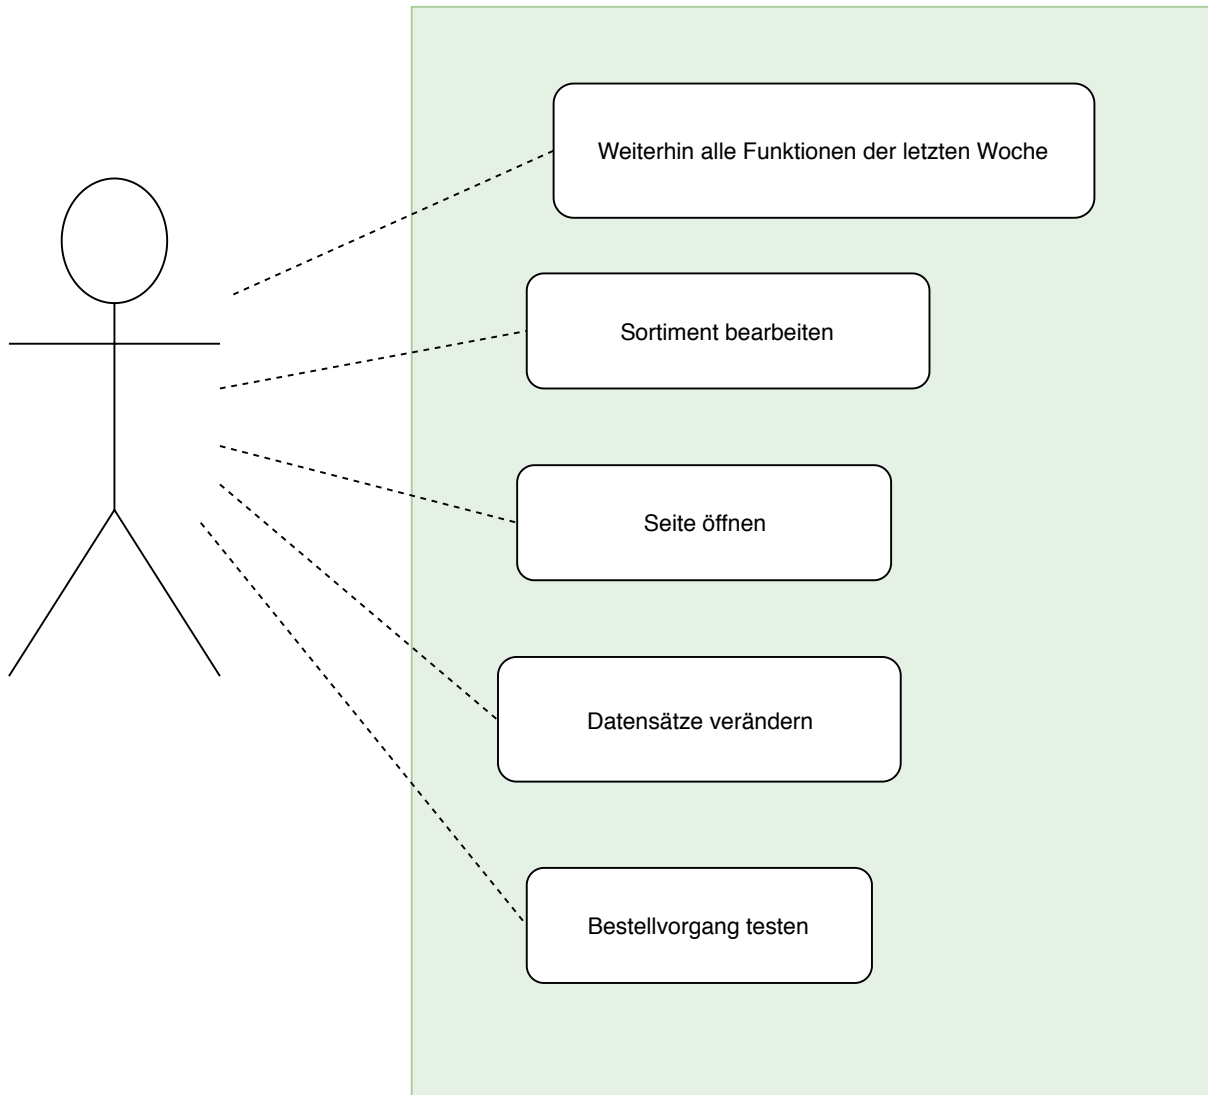 Weiterhin alle Funktionen der letzten Woche
Sortiment bearbeiten
Seite öffnen
Datensätze verändern
Bestellvorgang testen